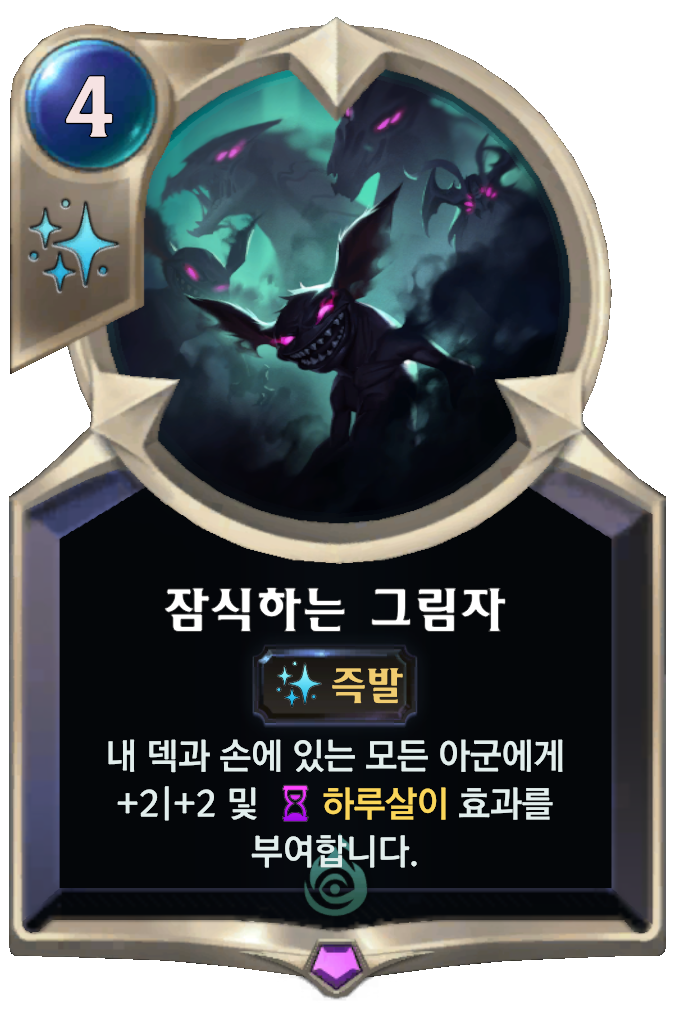 4
잠식하는 그림자
즉발
내 덱과 손에 있는 모든 아군에게
+2|+2 및 하루살이 효과를
부여합니다.